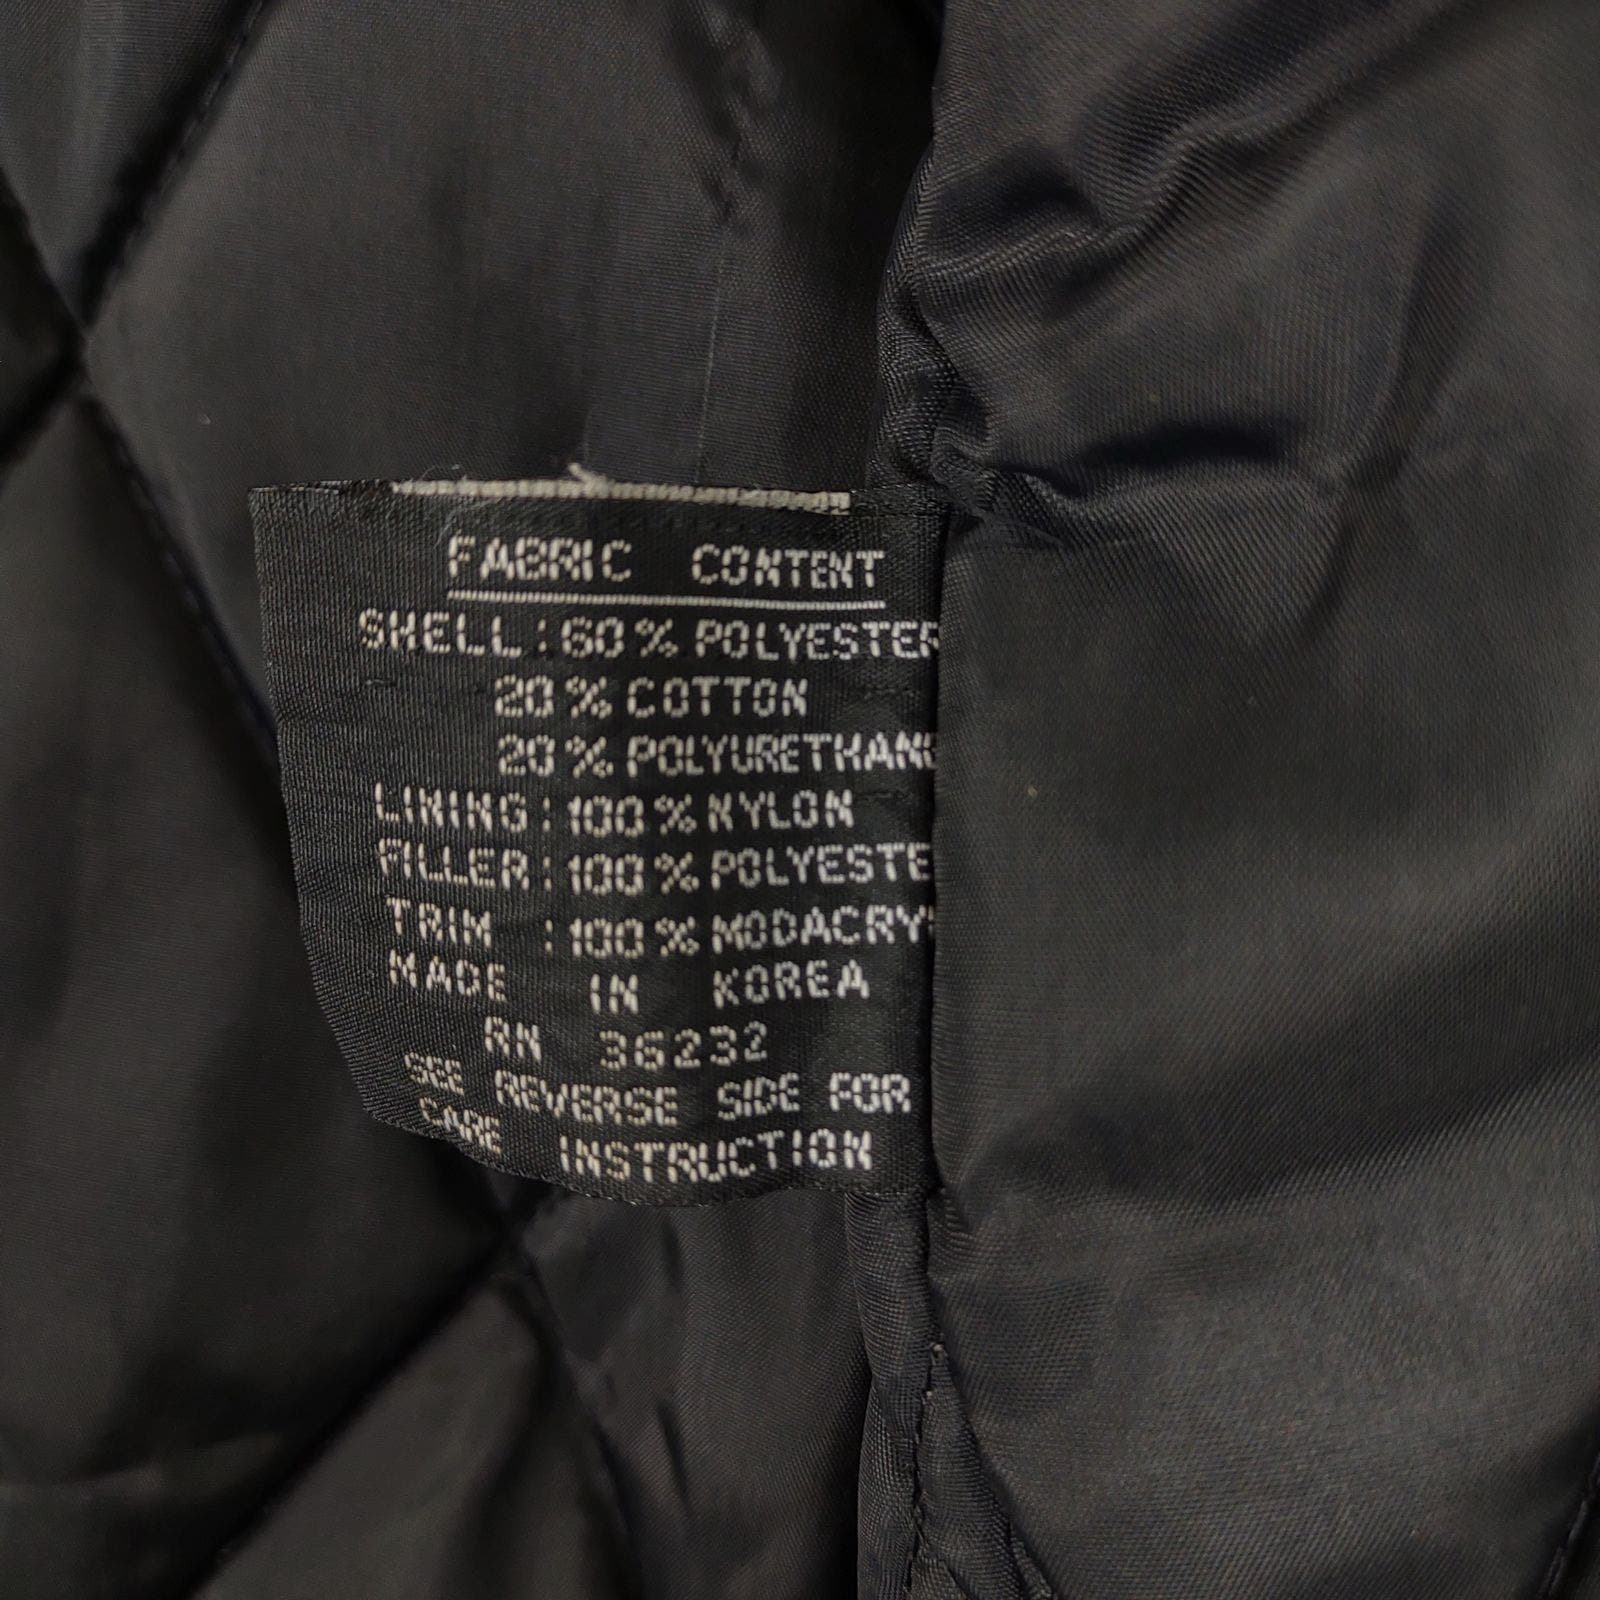 FABRIC CONTENT
SHELL: 60% POLYESTER
20% COTTON
20% POLYURETHAN
LINING: 100% NYLON
FILLER: 100% POLYESTE
TRIM : 100% MODACRY
MADE IN KOREA
RN 36232
SEE REVERSE SIDE FOR
CARE INSTRUCTION